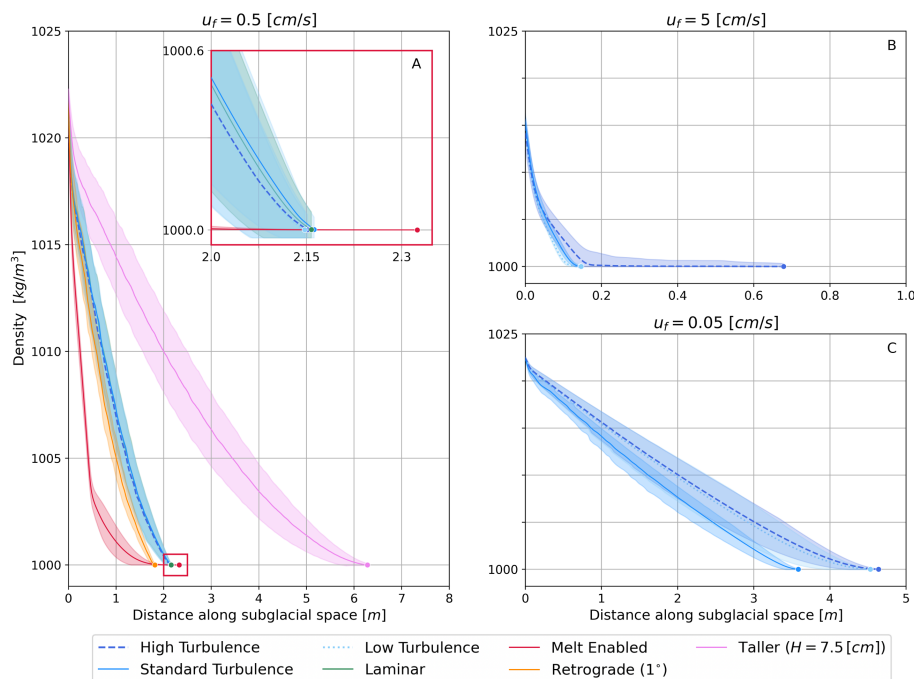 u_f = 0.5 [cm/s]
1025
1020
1015
1010
1005
1000
Density [kg/m³]
0 1 2 3 4 5 6 7 8
Distance along subglacial space [m]
A
1000.6
1000.0
2.0 2.15 2.3
u_f = 5 [cm/s]
B
1025
1000
0.0 0.2 0.4 0.6 0.8 1.0
u_f = 0.05 [cm/s]
C
1025
1000
0 1 2 3 4 5
Distance along subglacial space [m]
High Turbulence
Low Turbulence
Melt Enabled
Taller (H = 7.5 [cm])
Standard Turbulence
Laminar
Retrograde (1°)